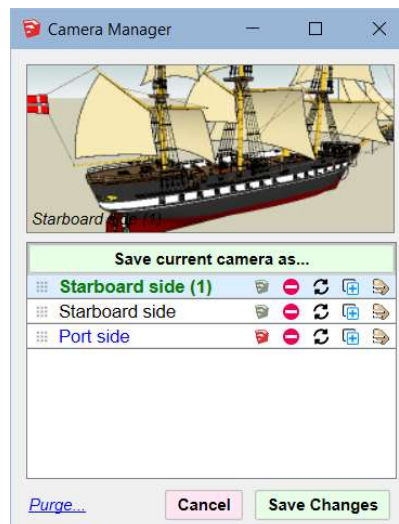 Camera Manager
Starboard side (1)
Save current camera as...
Starboard side (1)
Starboard side
Port side
Purge...
Cancel
Save Changes